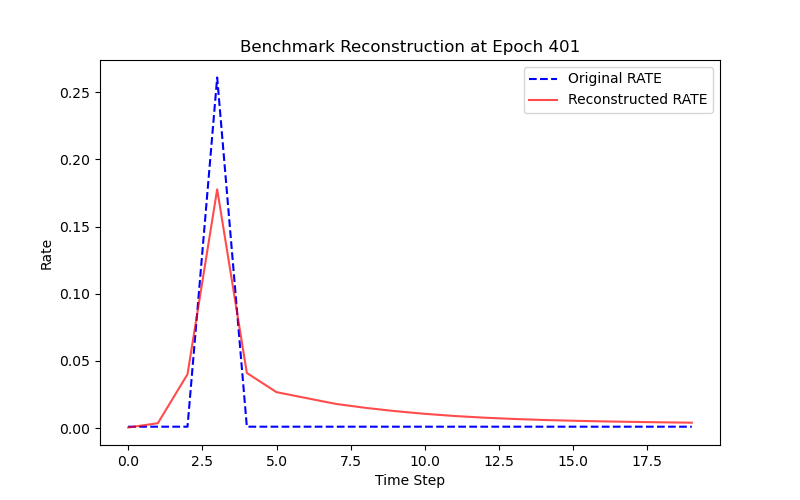 Benchmark Reconstruction at Epoch 401
Original RATE
Reconstructed RATE
Rate
0.25
0.20
0.15
0.10
0.05
0.00
0.0 2.5 5.0 7.5 10.0 12.5 15.0 17.5
Time Step